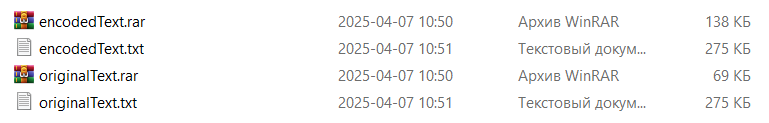 encodedText.rar 2025-04-07 10:50 Архив WinRAR 138 КБ
encodedText.txt 2025-04-07 10:51 Текстовый докум... 275 КБ
originalText.rar 2025-04-07 10:50 Архив WinRAR 69 КБ
originalText.txt 2025-04-07 10:51 Текстовый докум... 275 КБ